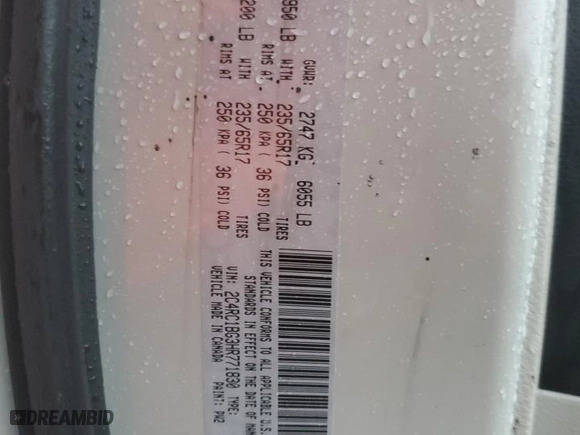 GVWR: 2747 KG 6055 LB
950 LB WITH 235/65R17 TIRES
RIMS AT 250 KPA ( 36 PSI) COLD
200 LB WITH 235/65R17 TIRES
RIMS AT 250 KPA ( 36 PSI) COLD
THIS VEHICLE CONFORMS TO ALL APPLICABLE U.S.
STANDARDS IN EFFECT ON THE DATE OF MAN
VIN: 2C4RC1BG3HR771830 TYPE:
VEHICLE MADE IN CANADA PAINT: PW2
DREAMBID